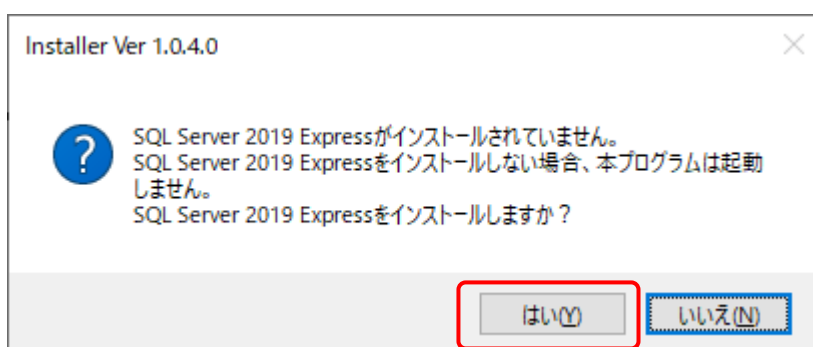 Installer Ver 1.0.4.0
SQL Server 2019 Expressがインストールされていません。
SQL Server 2019 Expressをインストールしない場合、本プログラムは起動
しません。
SQL Server 2019 Expressをインストールしますか？
はい(Y)
いいえ(N)